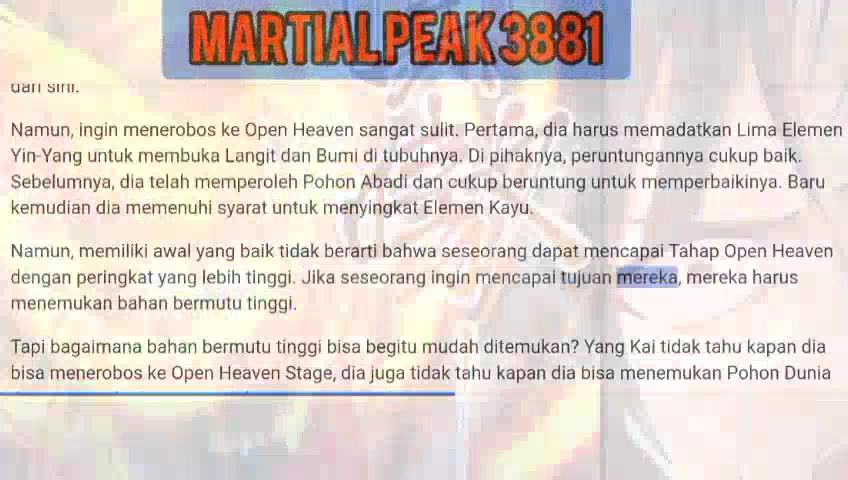 MARTIAL PEAK 3881
dari sini.
Namun, ingin menerobos ke Open Heaven sangat sulit. Pertama, dia harus memadatkan Lima Elemen
Yin-Yang untuk membuka Langit dan Bumi di tubuhnya. Di pihaknya, peruntungannya cukup baik.
Sebelumnya, dia telah memperoleh Pohon Abadi dan cukup beruntung untuk memperbaikinya. Baru
kemudian dia memenuhi syarat untuk menyingkat Elemen Kayu.
Namun, memiliki awal yang baik tidak berarti bahwa seseorang dapat mencapai Tahap Open Heaven
dengan peringkat yang lebih tinggi. Jika seseorang ingin mencapai tujuan mereka, mereka harus
menemukan bahan bermutu tinggi.
Tapi bagaimana bahan bermutu tinggi bisa begitu mudah ditemukan? Yang Kai tidak tahu kapan dia
bisa menerobos ke Open Heaven Stage, dia juga tidak tahu kapan dia bisa menemukan Pohon Dunia